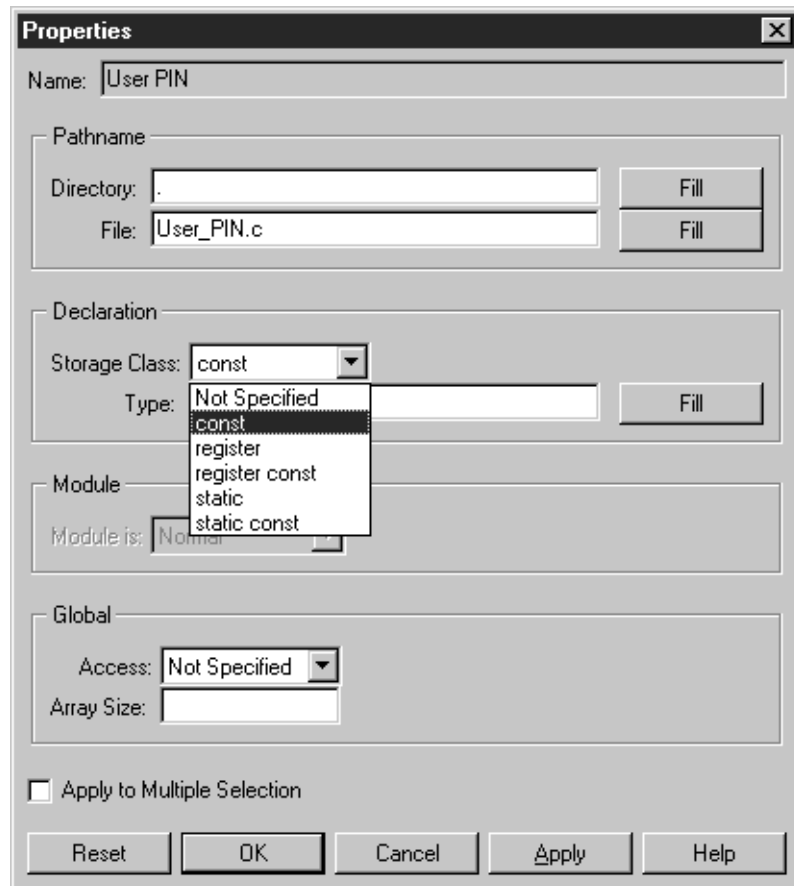 Properties
Name: User PIN
Pathname
Directory: . Fill
File: User_PIN.c Fill
Declaration
Storage Class: const
Type: Fill
Not Specified
const
register
register const
static
static const
Module
Module is: Normal
Global
Access: Not Specified
Array Size:
Apply to Multiple Selection
Reset OK Cancel Apply Help